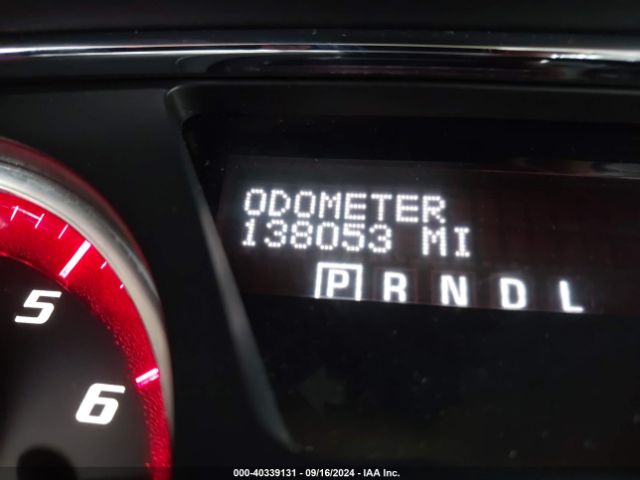 ODOMETER
138053 MI
P R N D L
5
6
000-40339131 - 09/16/2024 - IAA Inc.